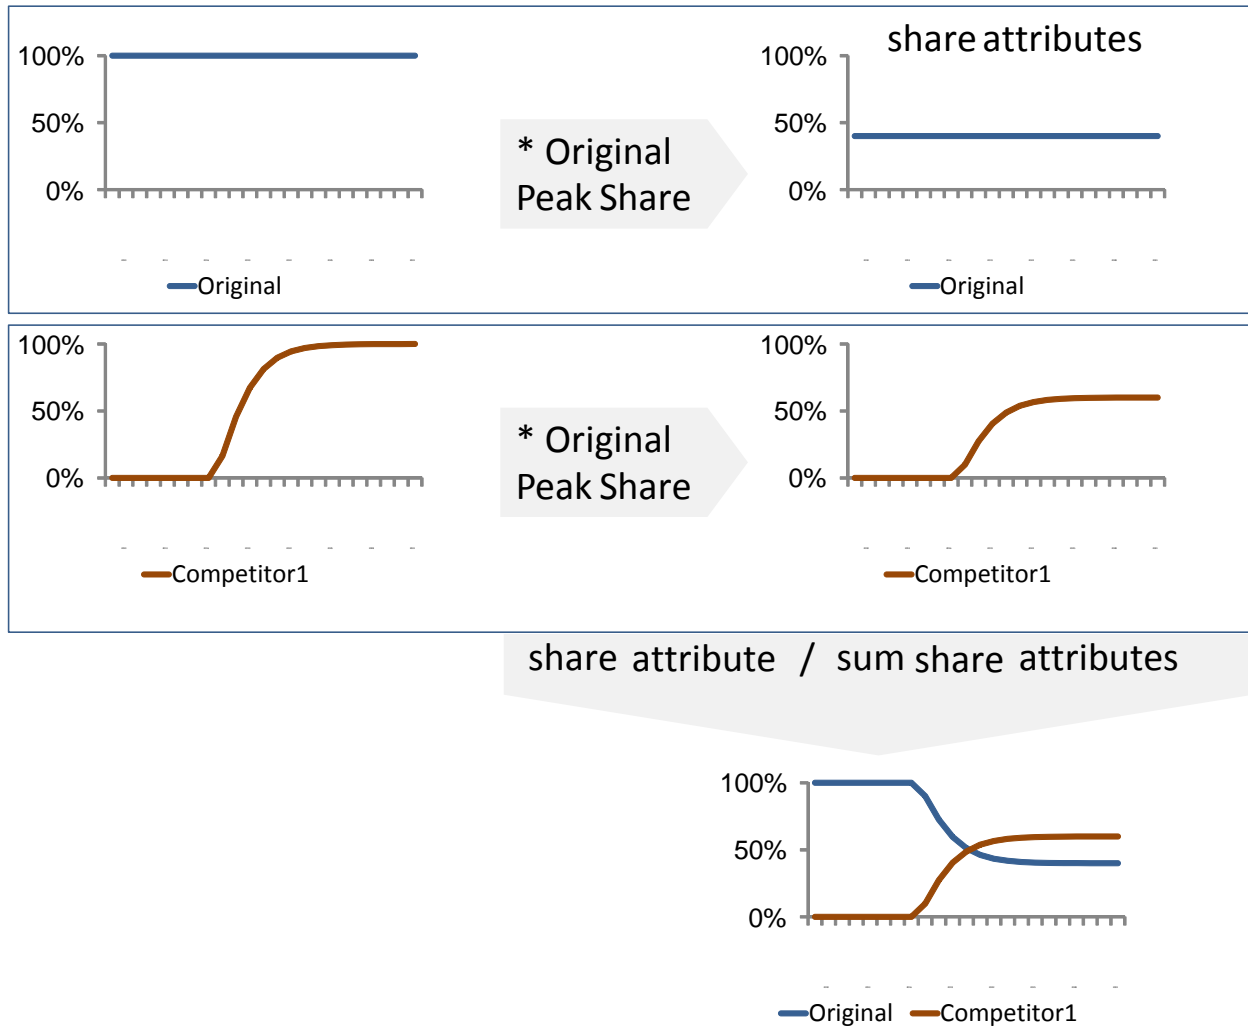 share attributes
100%
50%
0%
Original
* Original
Peak Share
100%
50%
0%
Original
100%
50%
0%
Competitor1
* Original
Peak Share
100%
50%
0%
Competitor1
share attribute / sum share attributes
100%
50%
0%
Original Competitor1